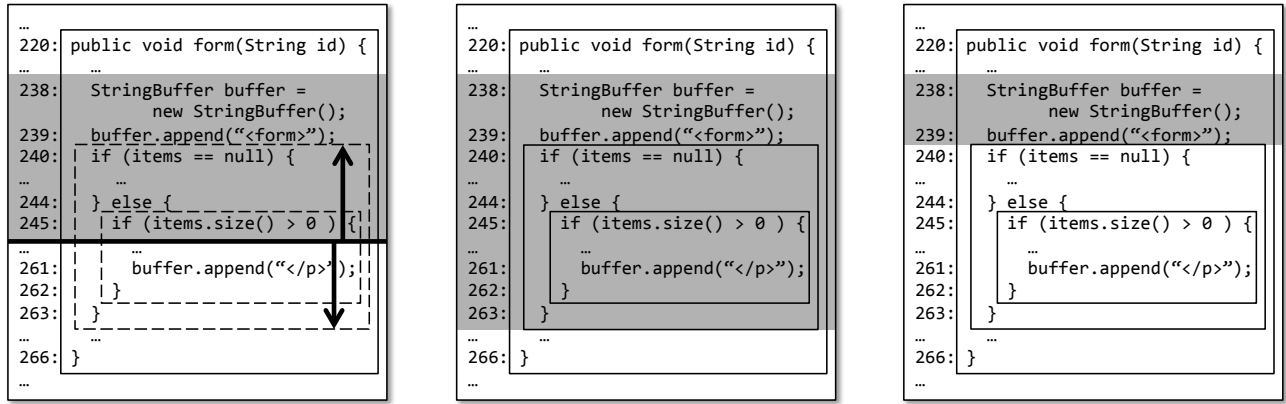 …
220: public void form(String id) {
… …
238: StringBuffer buffer =
new StringBuffer();
239: buffer.append(“<form>”);
240: if (items == null) {
… …
244: } else {
245: if (items.size() > 0 ) {
… …
261: buffer.append(“</p>”);
262: }
263: }
… …
266: }
…
…
220: public void form(String id) {
… …
238: StringBuffer buffer =
new StringBuffer();
239: buffer.append(“<form>”);
240: if (items == null) {
… …
244: } else {
245: if (items.size() > 0 ) {
… …
261: buffer.append(“</p>”);
262: }
263: }
… …
266: }
…
…
220: public void form(String id) {
… …
238: StringBuffer buffer =
new StringBuffer();
239: buffer.append(“<form>”);
240: if (items == null) {
… …
244: } else {
245: if (items.size() > 0 ) {
… …
261: buffer.append(“</p>”);
262: }
263: }
… …
266: }
…